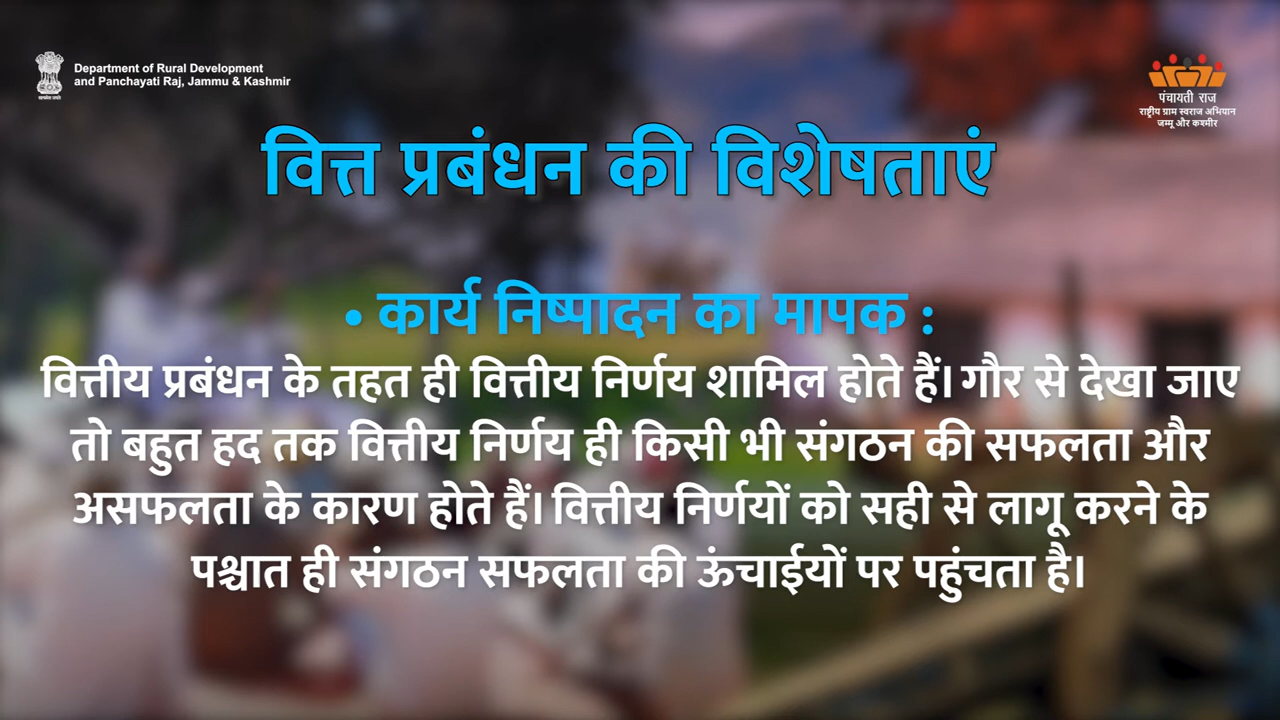 Department of Rural Development
and Panchayati Raj, Jammu & Kashmir
पंचायती राज
राष्ट्रीय ग्राम स्वराज अभियान
जम्मू और कश्मीर
वित्त प्रबंधन की विशेषताएं
• कार्य निष्पादन का मापक :
वित्तीय प्रबंधन के तहत ही वित्तीय निर्णय शामिल होते हैं। गौर से देखा जाए
तो बहुत हद तक वित्तीय निर्णय ही किसी भी संगठन की सफलता और
असफलता के कारण होते हैं। वित्तीय निर्णयों को सही से लागू करने के
पश्चात ही संगठन सफलता की ऊंचाईयों पर पहुंचता है।